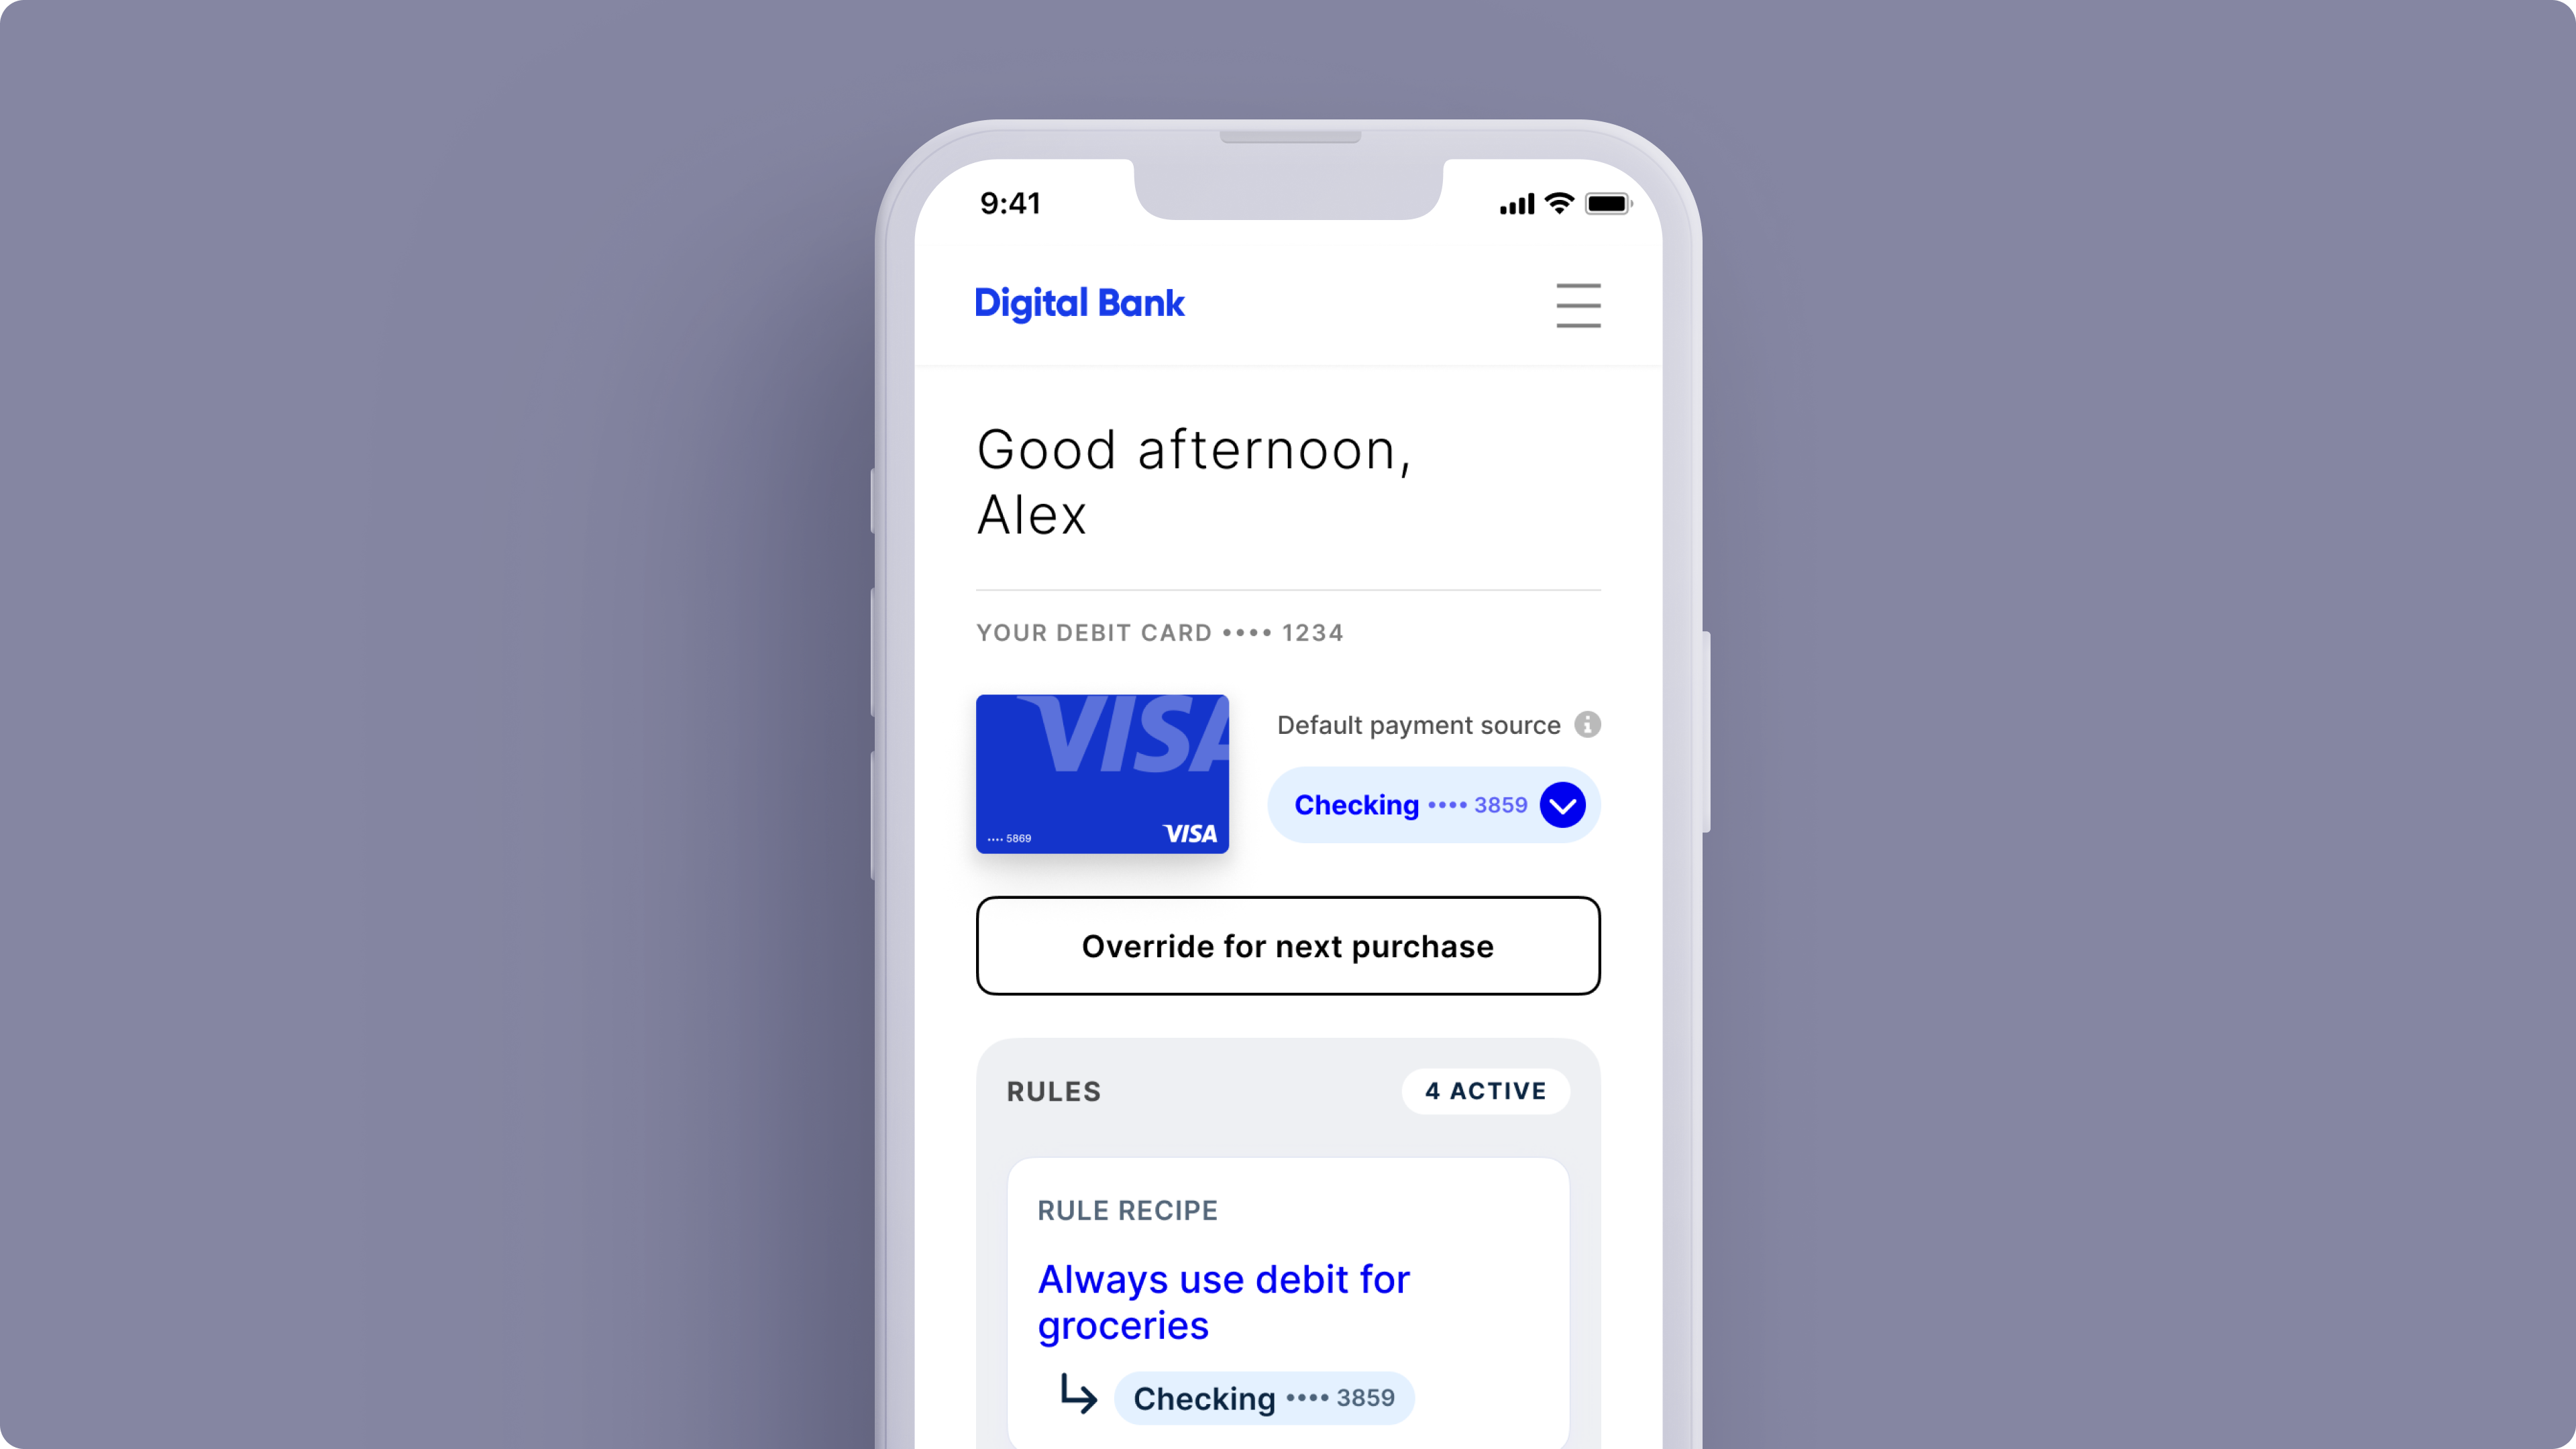 9:41
Digital Bank
Good afternoon,
Alex
YOUR DEBIT CARD •••• 1234
VISA
Default payment source
Checking •••• 3859
•••• 5869 VISA
Override for next purchase
RULES 4 ACTIVE
RULE RECIPE
Always use debit for
groceries
Checking •••• 3859